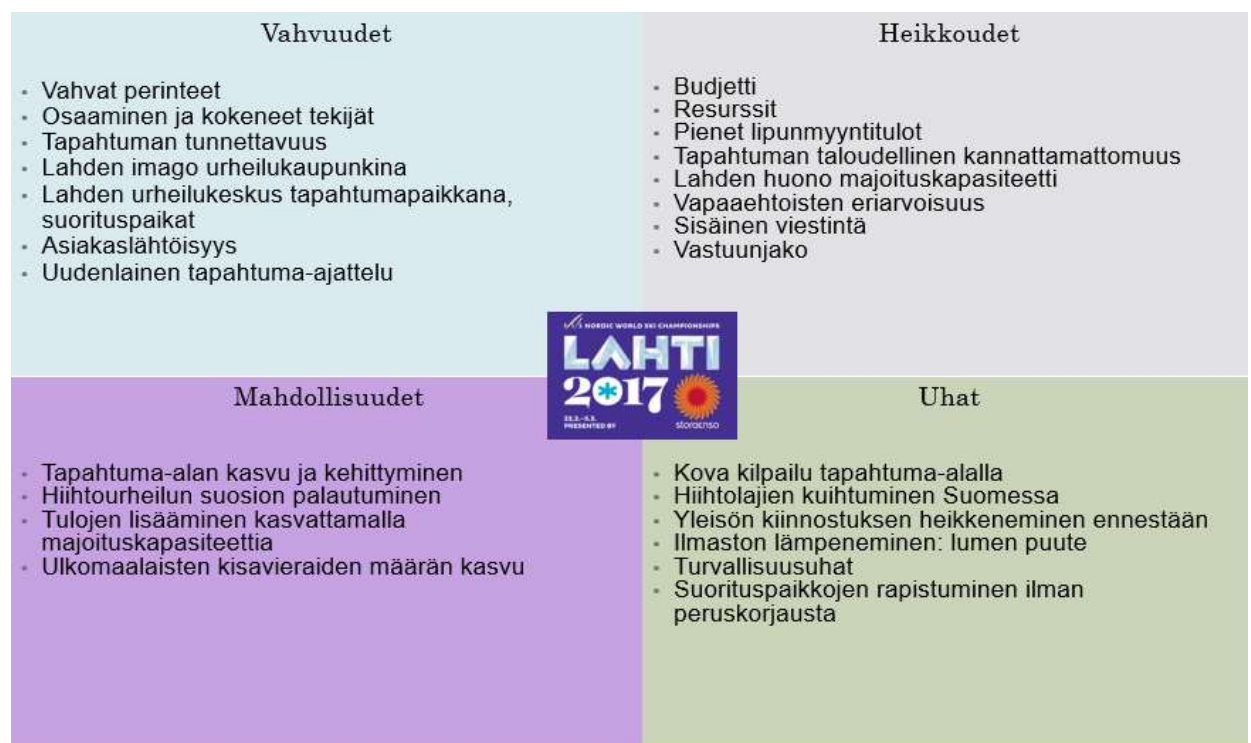 Vahvuudet
Vahvat perinteet
Osaaminen ja kokeneet tekijät
Tapahtuman tunnettavuus
Lahden imago urheilukaupunkina
Lahden urheilukeskus tapahtumapaikkana,
suorituspaikat
Asiakaslähtöisyys
Uudenlainen tapahtuma-ajattelu
Heikkoudet
Budjetti
Resurssit
Pienet lipunmyyntitulot
Tapahtuman taloudellinen kannattamattomuus
Lahden huono majoituskapasiteetti
Vapaaehtoisten eriarvoisuus
Sisäinen viestintä
Vastuunjako
NORDIC WORLD SKI CHAMPIONSHIPS
LAHTI
2017
PRESENTED BY
storaenso
Mahdollisuudet
Tapahtuma-alan kasvu ja kehittyminen
Hiihtourheilun suosion palautuminen
Tulojen lisääminen kasvattamalla
majoituskapasiteettia
Ulkomaalaisten kisavieraiden määrän kasvu
Uhat
Kova kilpailu tapahtuma-alalla
Hiihtolajien kuihtuminen Suomessa
Yleisön kiinnostuksen heikkeneminen ennestään
Ilmaston lämpeneminen: lumen puute
Turvallisuusuhat
Suorituspaikkojen rapistuminen ilman
peruskorjausta